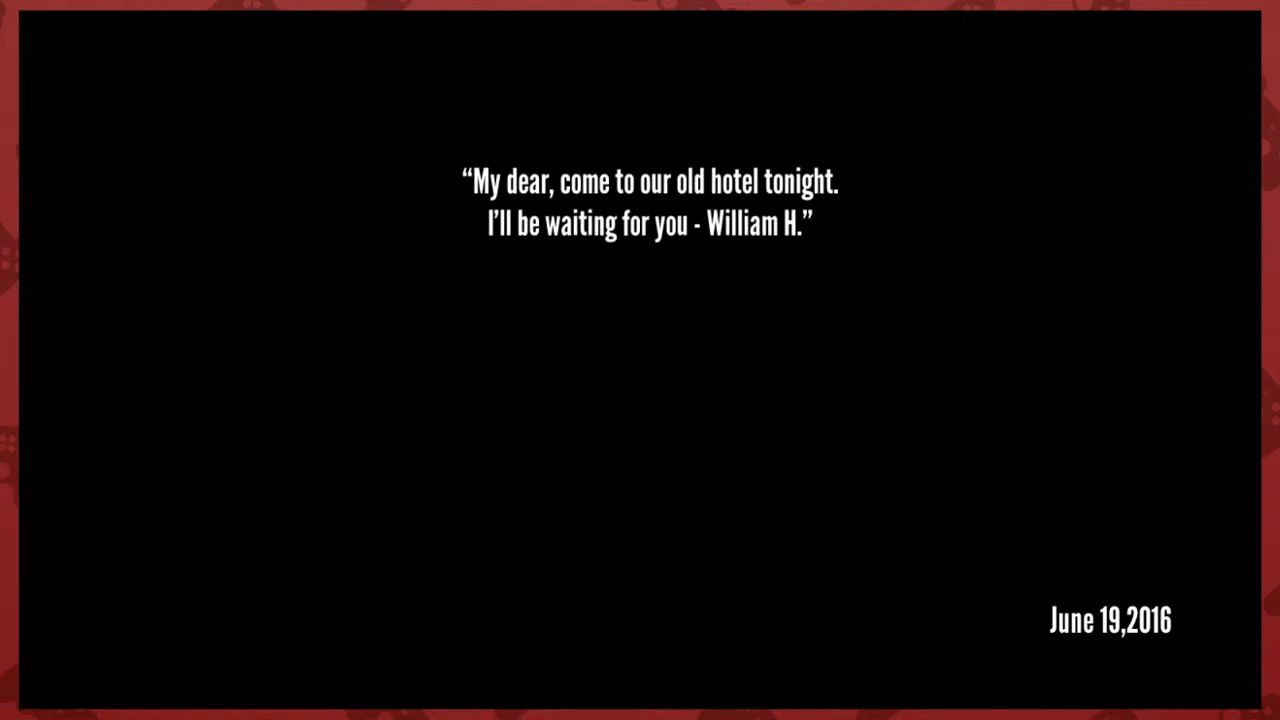 “My dear, come to our old hotel tonight.
I’ll be waiting for you - William H.”
June 19,2016